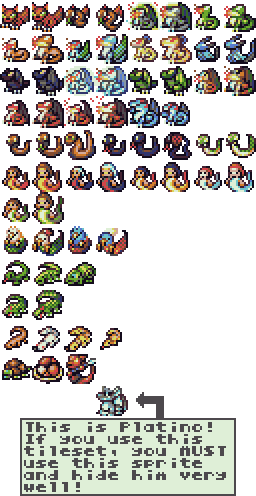 This is Platino!
If you use this
tileset, you MUST
use this sprite
and hide him very
well!